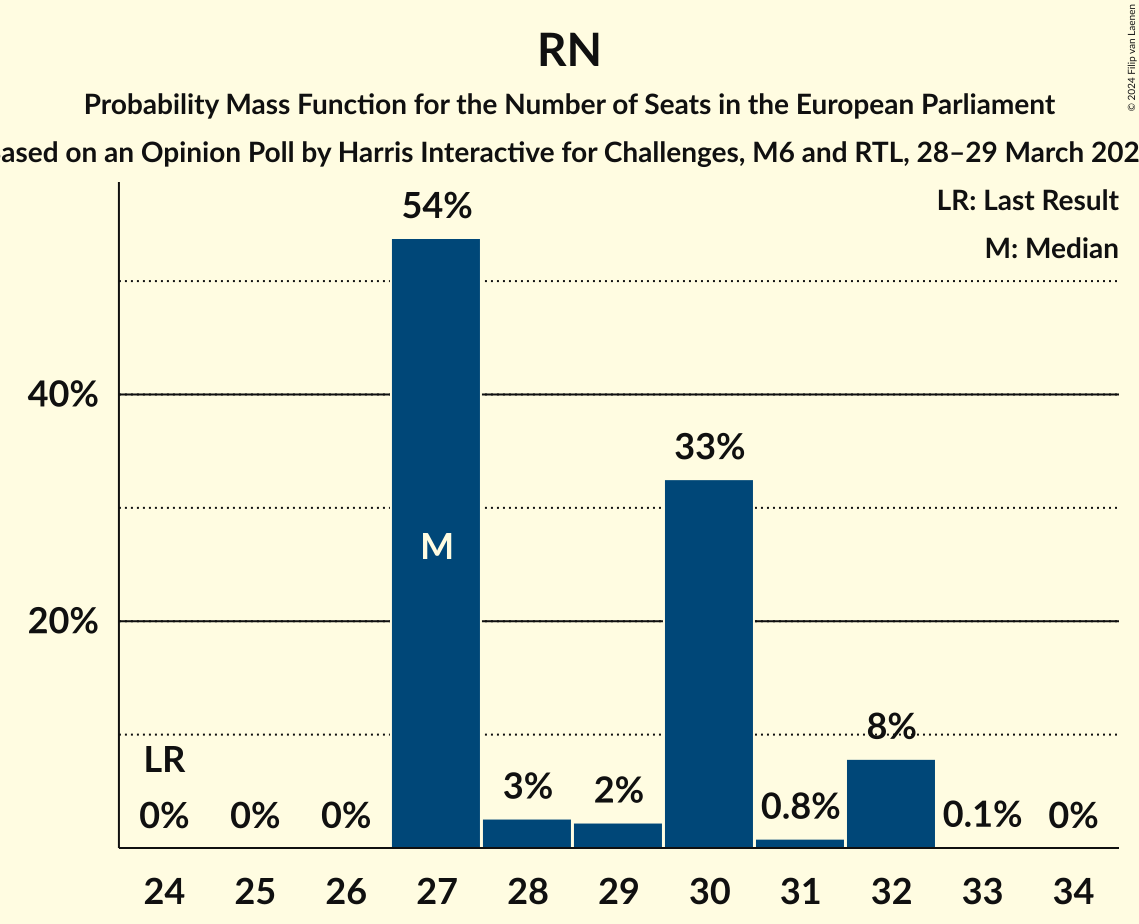 RN
Probability Mass Function for the Number of Seats in the European Parliament
ased on an Opinion Poll by Harris Interactive for Challenges, M6 and RTL, 28–29 March 202
© 2024 Filip van Laenen
LR: Last Result
M: Median
54%
40%
33%
M
20%
8%
LR
3%
2%
0.8%
0% 0% 0% 0.1% 0%
24 25 26 27 28 29 30 31 32 33 34